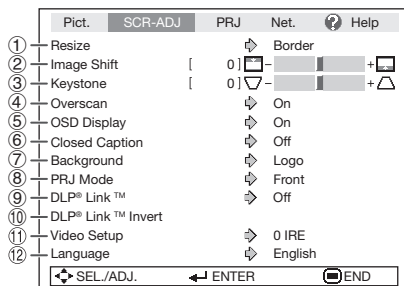 Pict. SCR-ADJ PRJ Net. ? Help
① Resize Border
② Image Shift [ 0 ] − +
③ Keystone [ 0 ] − +
④ Overscan On
⑤ OSD Display On
⑥ Closed Caption Off
⑦ Background Logo
⑧ PRJ Mode Front
⑨ DLP® Link ™ Off
⑩ DLP® Link ™ Invert
⑪ Video Setup 0 IRE
⑫ Language English
SEL./ADJ. ENTER END